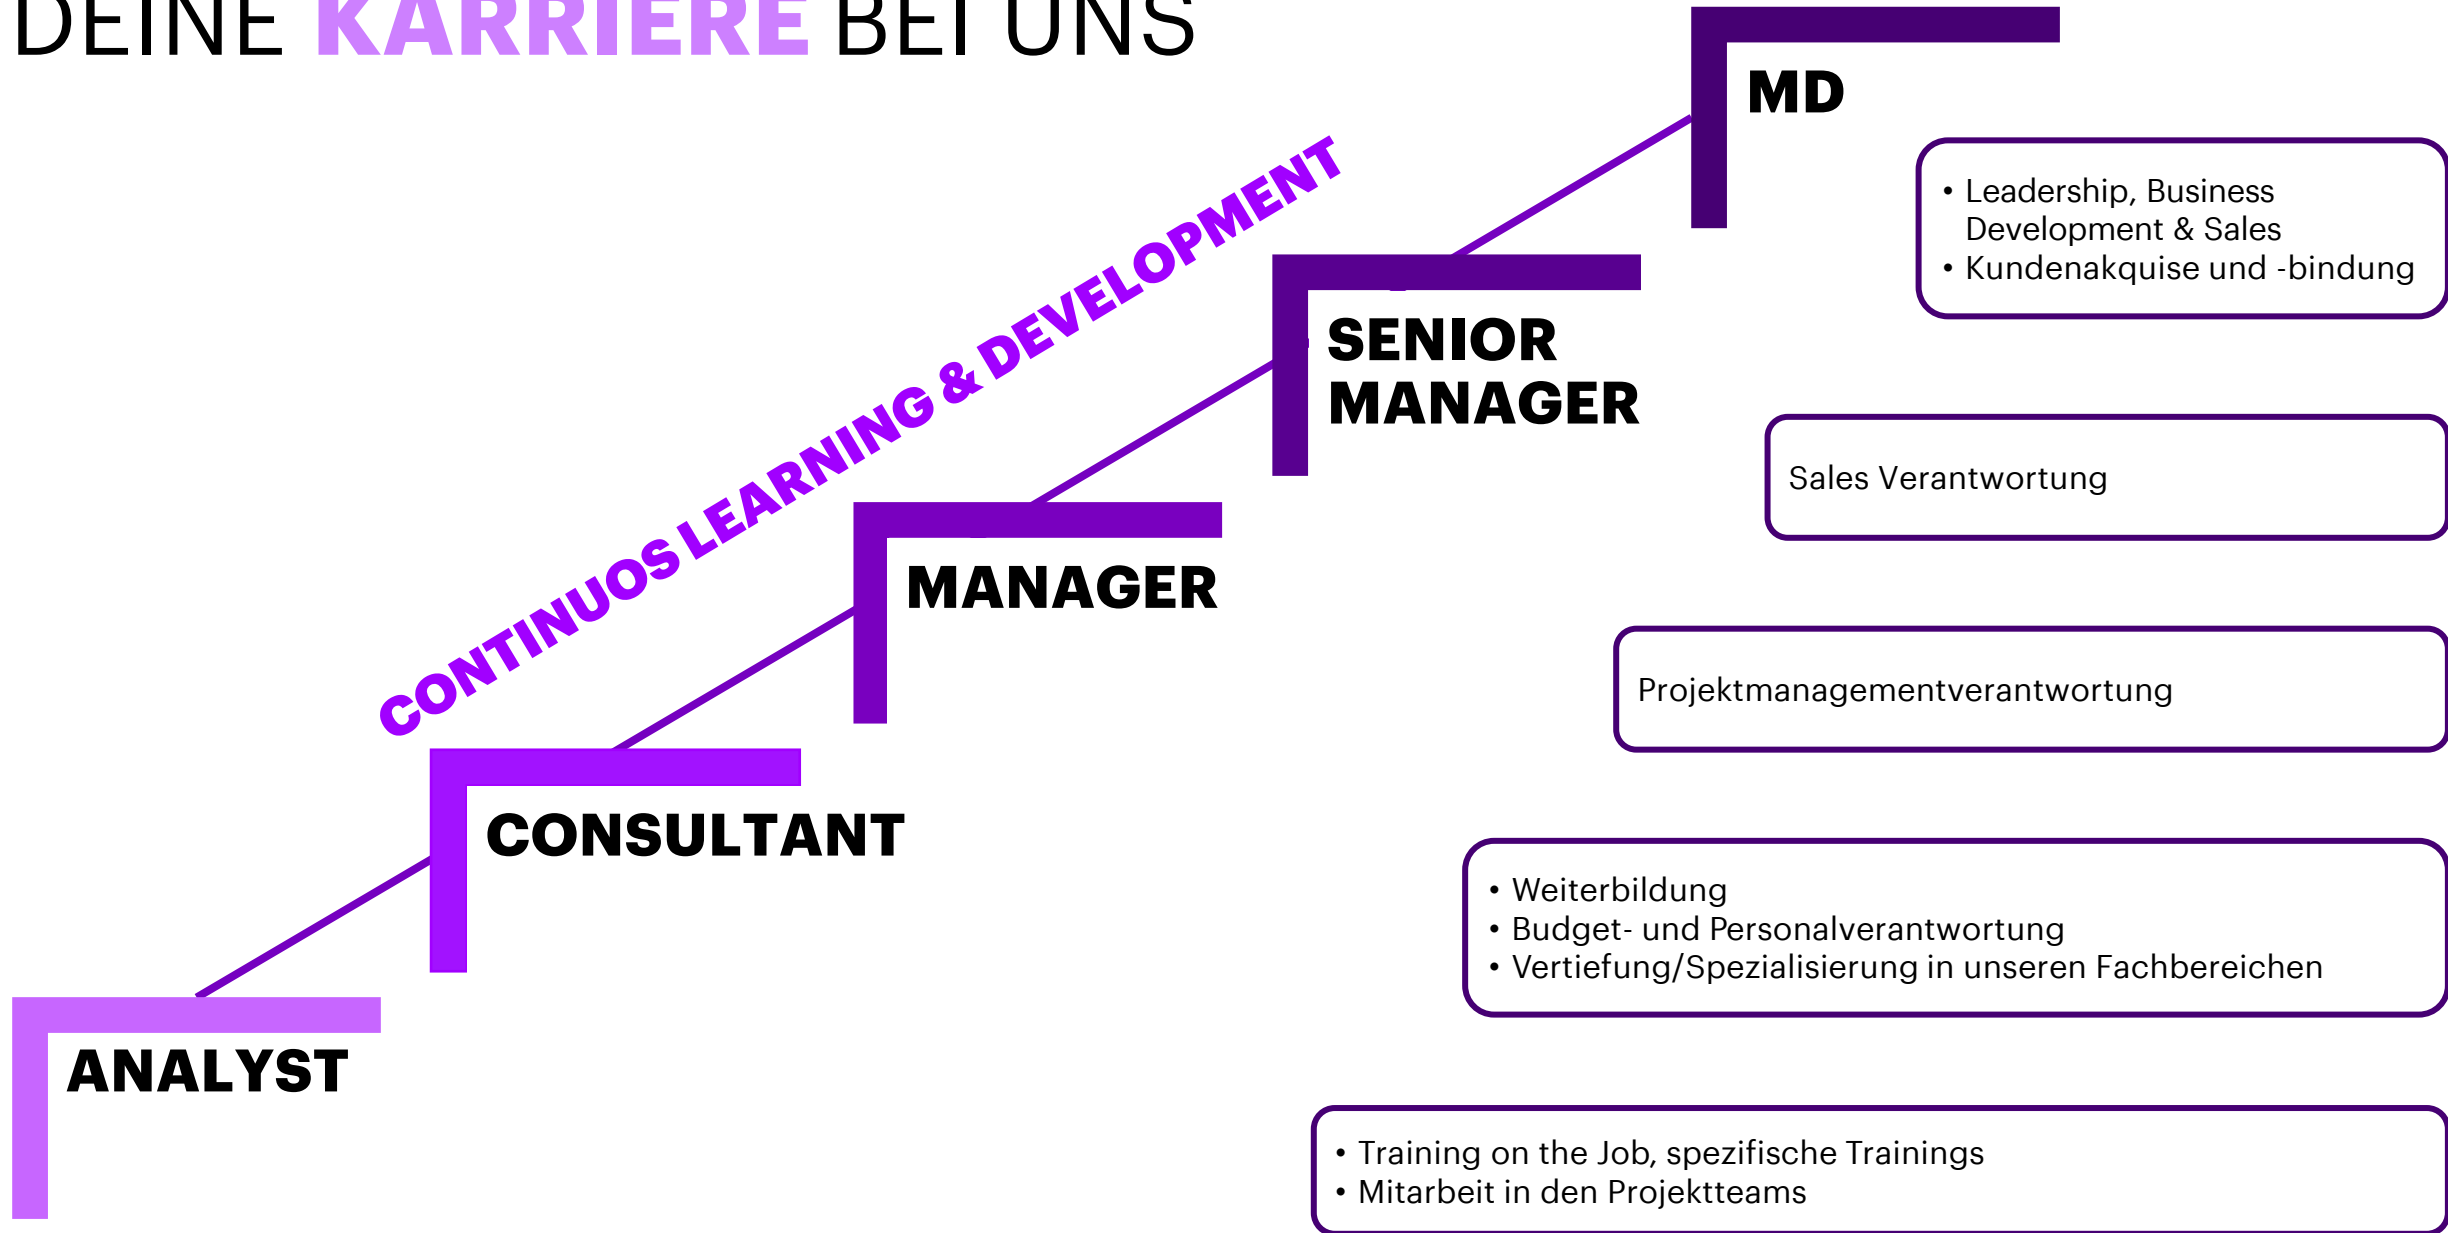 DEINE KARRIERE BEI UNS
MD
• Leadership, Business
Development & Sales
• Kundenakquise und -bindung
CONTINUOS LEARNING & DEVELOPMENT
SENIOR
MANAGER
Sales Verantwortung
MANAGER
Projektmanagementverantwortung
CONSULTANT
• Weiterbildung
• Budget- und Personalverantwortung
• Vertiefung/Spezialisierung in unseren Fachbereichen
ANALYST
• Training on the Job, spezifische Trainings
• Mitarbeit in den Projektteams